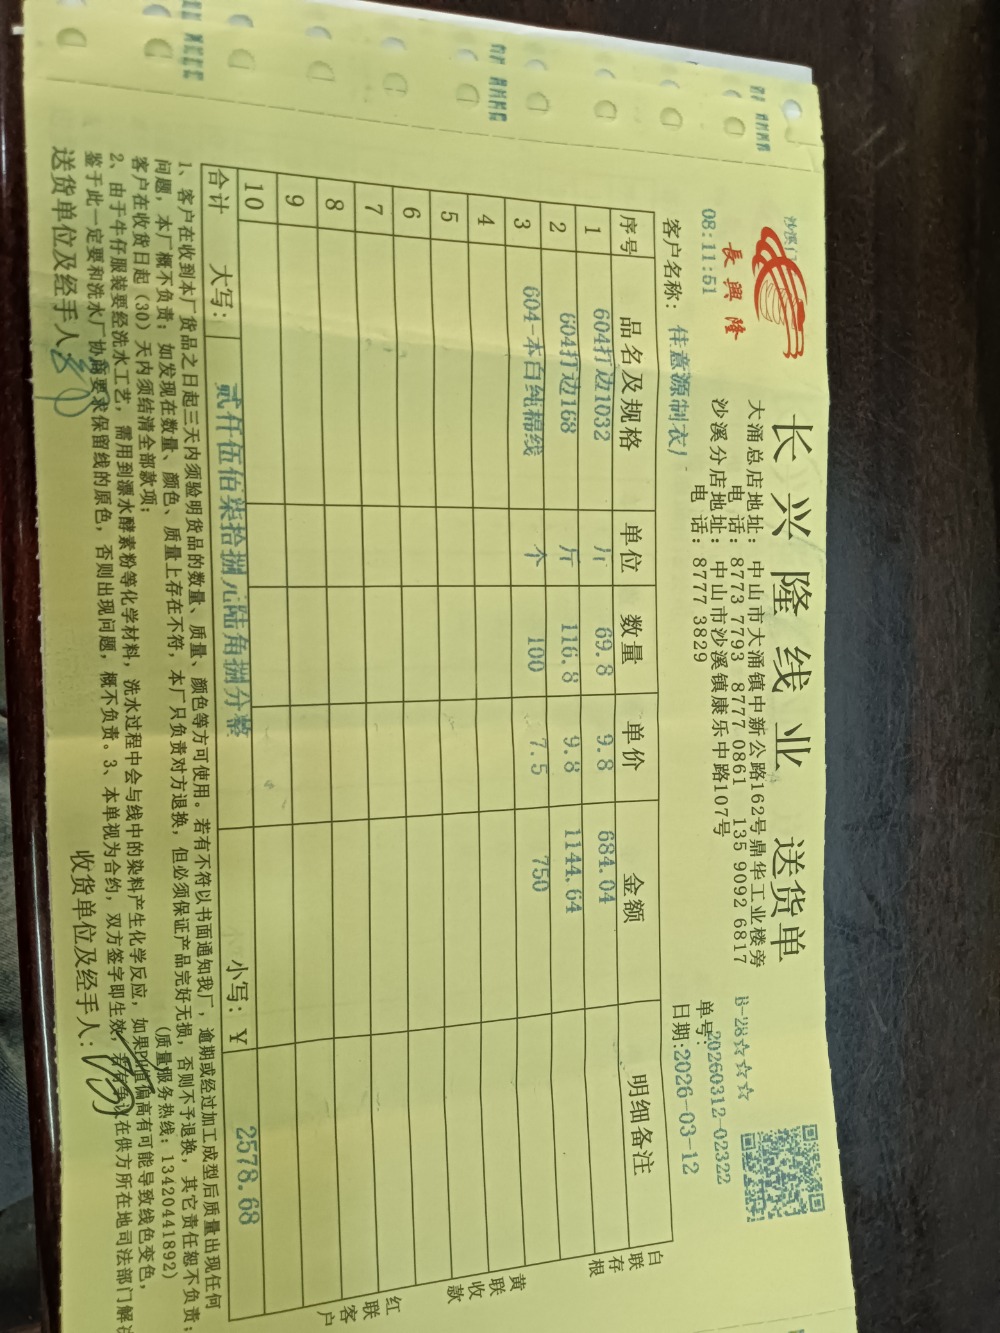 沙溪门
長興隆
长兴隆线业 送货单
大涌总店地址：中山市大涌镇中新公路162号鼎华工业楼旁
电 话：8773 7793 8777 0861 135 9092 6817
沙溪分店地址：中山市沙溪镇康乐中路107号
电 话：8777 3829
B-28☆☆☆
08:11:51
单号：20260312-02322
客户名称：佳意源制衣厂
日期：2026-03-12
序号 品名及规格 单位 数量 单价 金额 明细备注
1 604打边1032 斤 69.8 9.8 684.04
2 604打边168 斤 116.8 9.8 1144.64
3 604-本白纯棉线 个 100 7.5 750
4
5
6
7
8
9
10
合计 大写：贰仟伍佰柒拾捌元陆角捌分整 小写：￥ 2578.68
白联存根
黄联收款
红联客户
1、客户在收到本厂货品之日起三天内须验明货品的数量、质量、颜色等方可使用。若有不符以书面通知我厂，逾期或经过加工成型后质量出现任何
问题，本厂概不负责；如发现在数量、颜色、质量上存在不符，本厂只负责对方退换，但必须保证产品完好无损，否则不予退换，其它责任恕不负责；
客户在收货日起（30）天内须结清全部款项； （质量服务热线：13420441892）
2、由于牛仔服装要经洗水工艺，需用到漂水酵素粉等化学材料，洗水过程中会与线中的染料产生化学反应，如果PH值偏高有可能导致线色变色，
鉴于此一定要和洗水厂协商要求保留线的原色，否则出现问题，概不负责。3、本单视为合约，双方签字即生效，若有争议在供方所在地司法部门解决
送货单位及经手人： 收货单位及经手人：